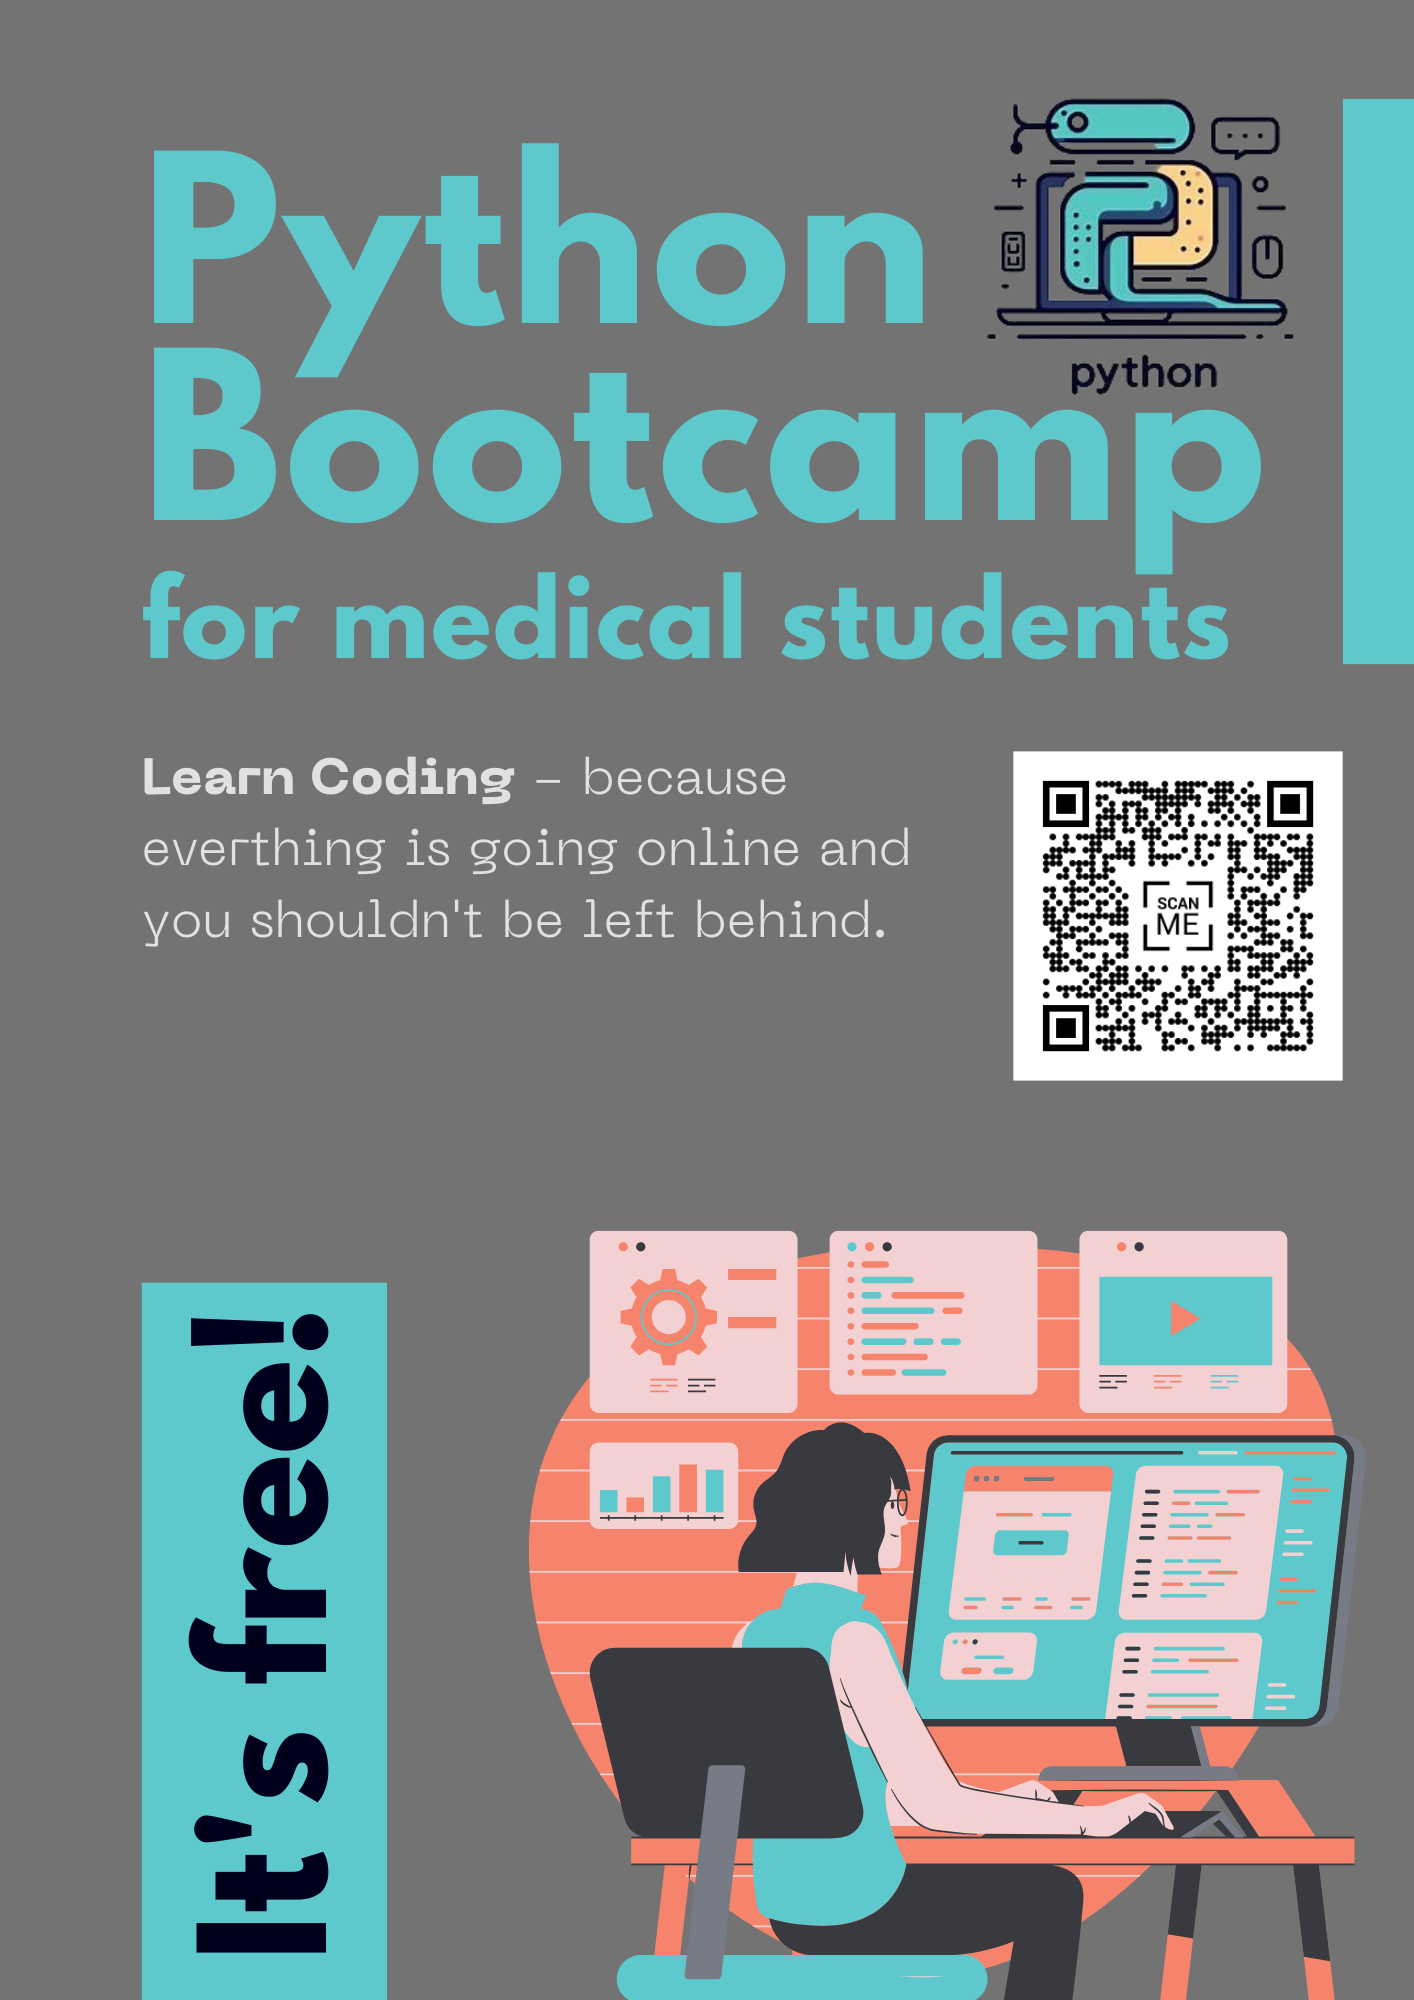 Python
python
Bootcamp
for medical students
Learn Coding – because
everthing is going online and
you shouldn't be left behind.
SCAN
ME
It's free!